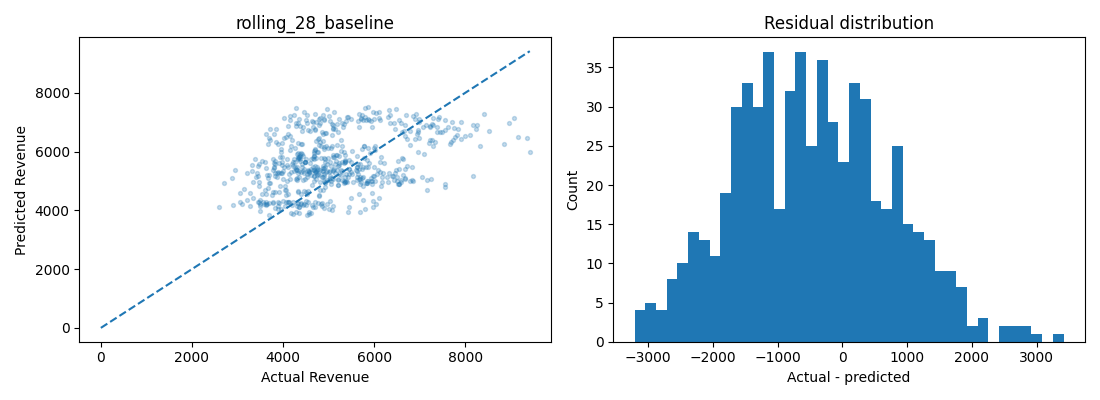 rolling_28_baseline
Predicted Revenue
8000
6000
4000
2000
0
0 2000 4000 6000 8000
Actual Revenue
Residual distribution
Count
35
30
25
20
15
10
5
0
−3000 −2000 −1000 0 1000 2000 3000
Actual - predicted